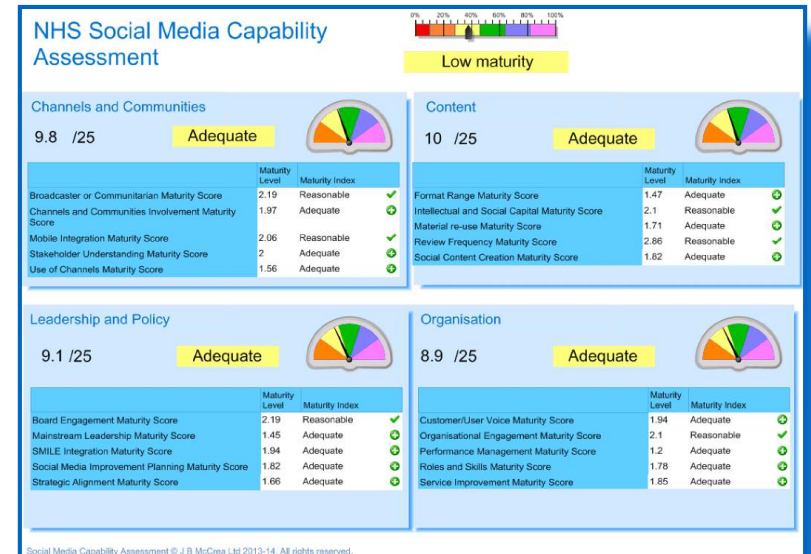 NHS Social Media Capability
Assessment
0% 20% 40% 60% 80% 100%
Low maturity
Channels and Communities
9.8 /25
Adequate
Maturity Level Maturity Index
Broadcaster or Communitarian Maturity Score 2.19 Reasonable
Channels and Communities Involvement Maturity Score 1.97 Adequate
Mobile Integration Maturity Score 2.06 Reasonable
Stakeholder Understanding Maturity Score 2 Adequate
Use of Channels Maturity Score 1.56 Adequate
Content
10 /25
Adequate
Maturity Level Maturity Index
Format Range Maturity Score 1.47 Adequate
Intellectual and Social Capital Maturity Score 2.1 Reasonable
Material re-use Maturity Score 1.71 Adequate
Review Frequency Maturity Score 2.86 Reasonable
Social Content Creation Maturity Score 1.82 Adequate
Leadership and Policy
9.1 /25
Adequate
Maturity Level Maturity Index
Board Engagement Maturity Score 2.19 Reasonable
Mainstream Leadership Maturity Score 1.45 Adequate
SMILE Integration Maturity Score 1.94 Adequate
Social Media Improvement Planning Maturity Score 1.82 Adequate
Strategic Alignment Maturity Score 1.66 Adequate
Organisation
8.9 /25
Adequate
Maturity Level Maturity Index
Customer/User Voice Maturity Score 1.94 Adequate
Organisational Engagement Maturity Score 2.1 Reasonable
Performance Management Maturity Score 1.2 Adequate
Roles and Skills Maturity Score 1.78 Adequate
Service Improvement Maturity Score 1.85 Adequate
Social Media Capability Assessment © J B McCrea Ltd 2013-14. All rights reserved.